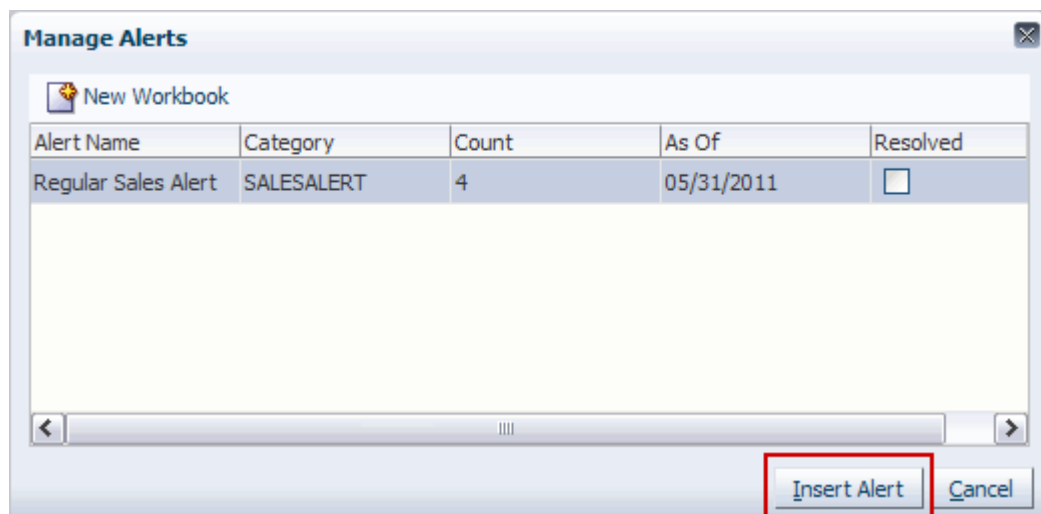 Manage Alerts
New Workbook
Alert Name Category Count As Of Resolved
Regular Sales Alert SALESALERT 4 05/31/2011
Insert Alert Cancel